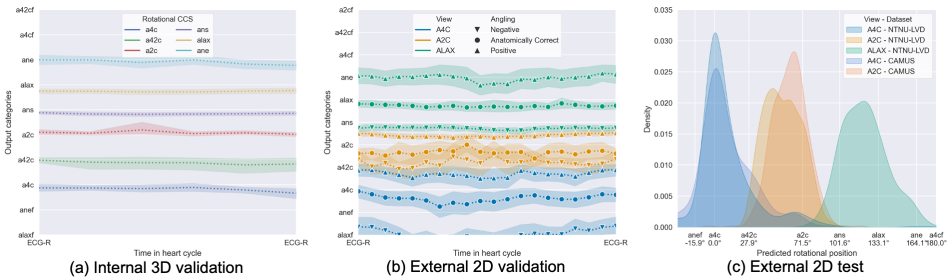 a42cf
a4cf
ane
alax
ans
a2c
a42c
a4c
anef
alaxf
Output categories
Rotational CCS
a4c
a42c
a2c
ans
alax
ane
ECG-R
ECG-R
Time in heart cycle
(a) Internal 3D validation
a2cf
a42cf
a4cf
ane
alax
ans
a2c
a42c
a4c
anef
alaxf
Output categories
View
A4C
A2C
ALAX
Angling
Negative
Anatomically Correct
Positive
ECG-R
ECG-R
Time in heart cycle
(b) External 2D validation
0.035
0.030
0.025
0.020
0.015
0.010
0.005
0.000
Density
View - Dataset
A4C - NTNU-LVD
A2C - NTNU-LVD
ALAX - NTNU-LVD
A4C - CAMUS
A2C - CAMUS
anef a4c a42c a2c ans alax ane a4cf
-15.9° 0.0° 27.9° 71.5° 101.6° 133.1° 164.1°180.0°
Predicted rotational position
(c) External 2D test